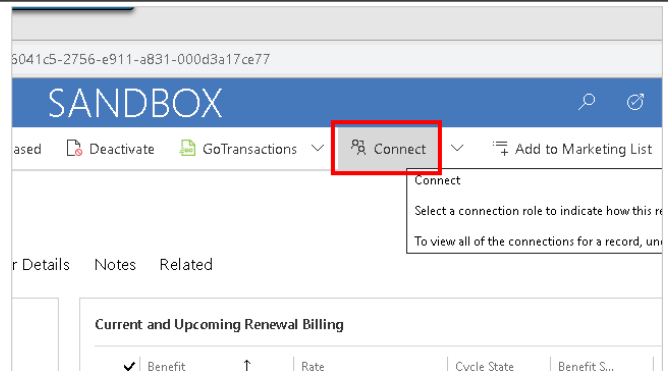 6041c5-2756-e911-a831-000d3a17ce77
SANDBOX
ased Deactivate GoTransactions Connect Add to Marketing List
Connect
Select a connection role to indicate how this re
To view all of the connections for a record, un
r Details Notes Related
Current and Upcoming Renewal Billing
Benefit Rate Cycle State Benefit S...